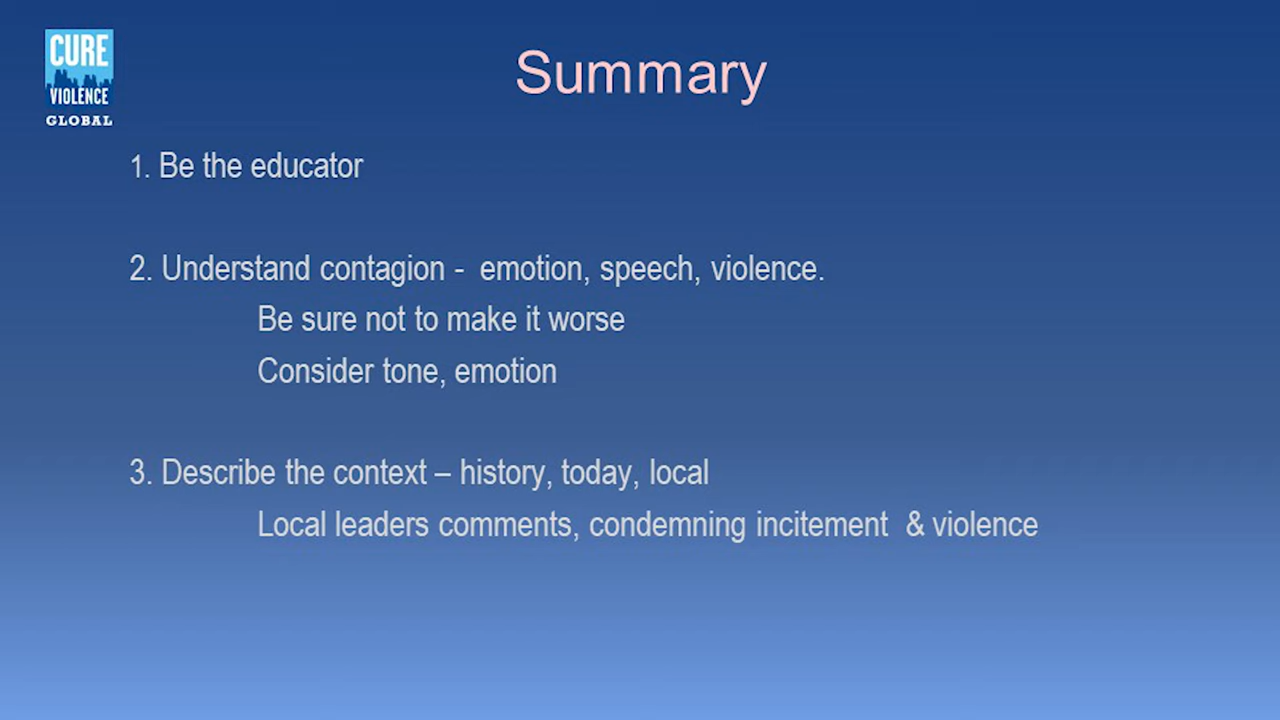 CURE
VIOLENCE
GLOBAL
Summary
1. Be the educator
2. Understand contagion - emotion, speech, violence.
Be sure not to make it worse
Consider tone, emotion
3. Describe the context – history, today, local
Local leaders comments, condemning incitement & violence